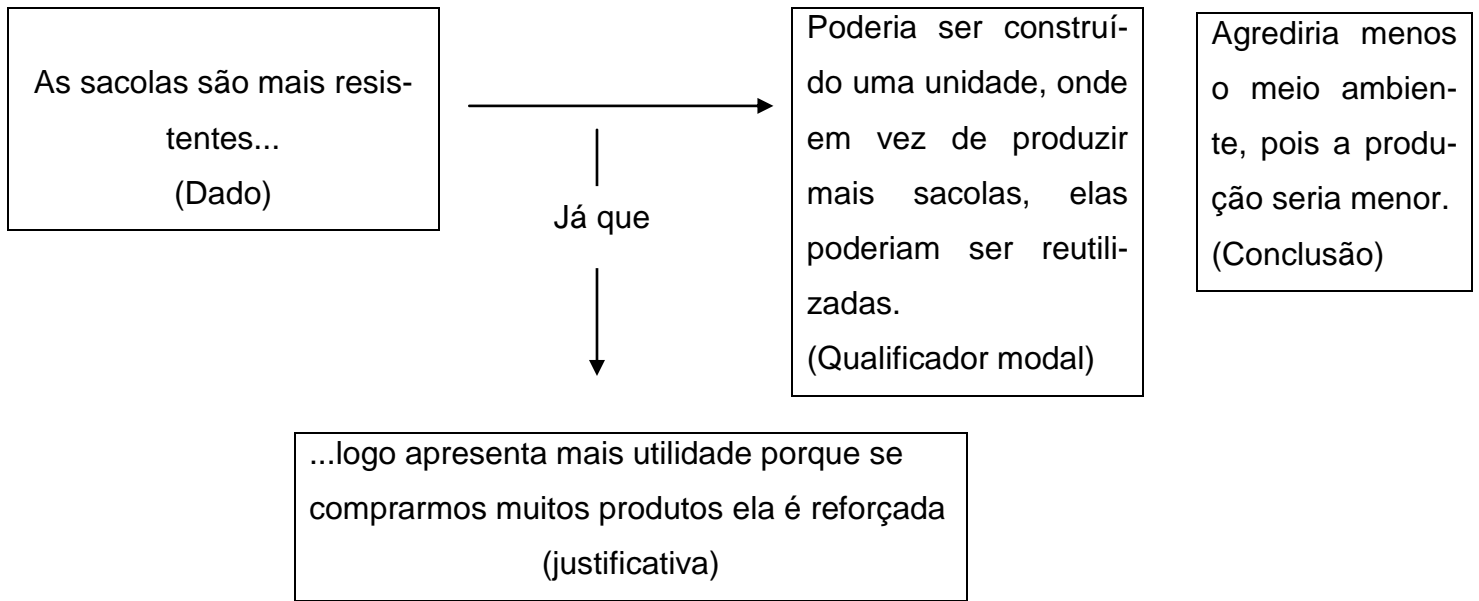 As sacolas são mais resis-
tentes...
(Dado)
Já que
Poderia ser construí-
do uma unidade, onde
em vez de produzir
mais sacolas, elas
poderiam ser reutili-
zadas.
(Qualificador modal)
Agrediria menos
o meio ambien-
te, pois a produ-
ção seria menor.
(Conclusão)
...logo apresenta mais utilidade porque se
comprarmos muitos produtos ela é reforçada
(justificativa)